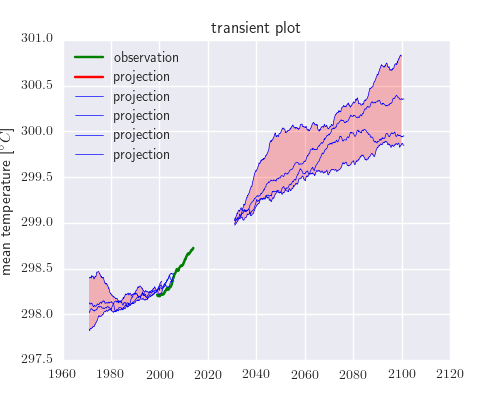 transient plot
301.0
300.5
300.0
299.5
299.0
298.5
298.0
297.5
mean temperature [°C]
observation
projection
projection
projection
projection
projection
1960 1980 2000 2020 2040 2060 2080 2100 2120